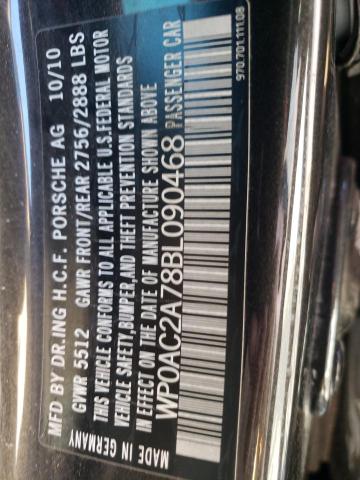 MFD BY DR.ING H.C.F. PORSCHE AG 10/10
GVWR 5512 GAWR FRONT/REAR 2756/2888 LBS
THIS VEHICLE CONFORMS TO ALL APPLICABLE U.S.FEDERAL MOTOR
VEHICLE SAFETY,BUMPER,AND THEFT PREVENTION STANDARDS
IN EFFECT ON THE DATE OF MANUFACTURE SHOWN ABOVE
WP0AC2A78BL090468 PASSENGER CAR
MADE IN GERMANY
970.701.111.08